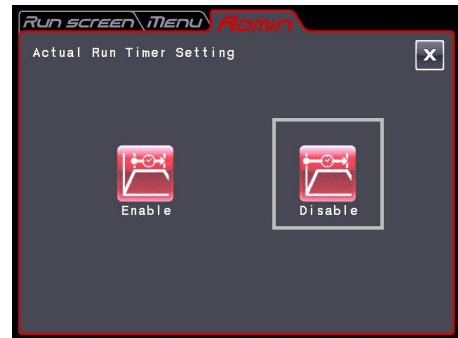 Run screen Menu Admin
Actual Run Timer Setting
X
Enable Disable